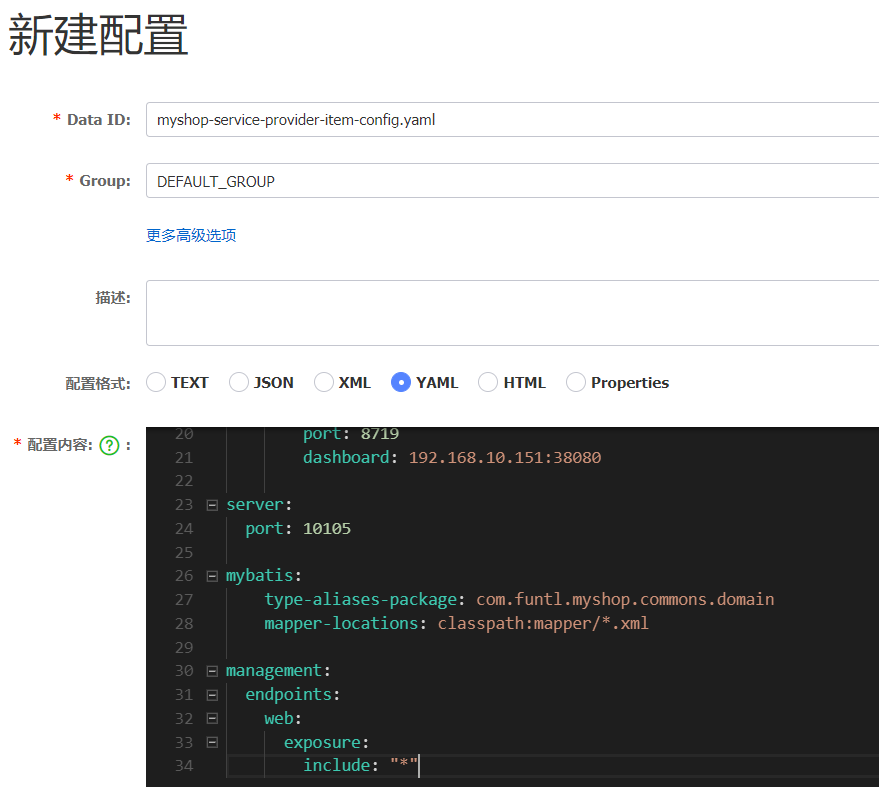 新建配置
* Data ID: myshop-service-provider-item-config.yaml
* Group: DEFAULT_GROUP
更多高级选项
描述:
配置格式: TEXT JSON XML YAML HTML Properties
* 配置内容: ? :
20 port: 8719
21 dashboard: 192.168.10.151:38080
22
23 server:
24 port: 10105
25
26 mybatis:
27 type-aliases-package: com.funtl.myshop.commons.domain
28 mapper-locations: classpath:mapper/*.xml
29
30 management:
31 endpoints:
32 web:
33 exposure:
34 include: "*"